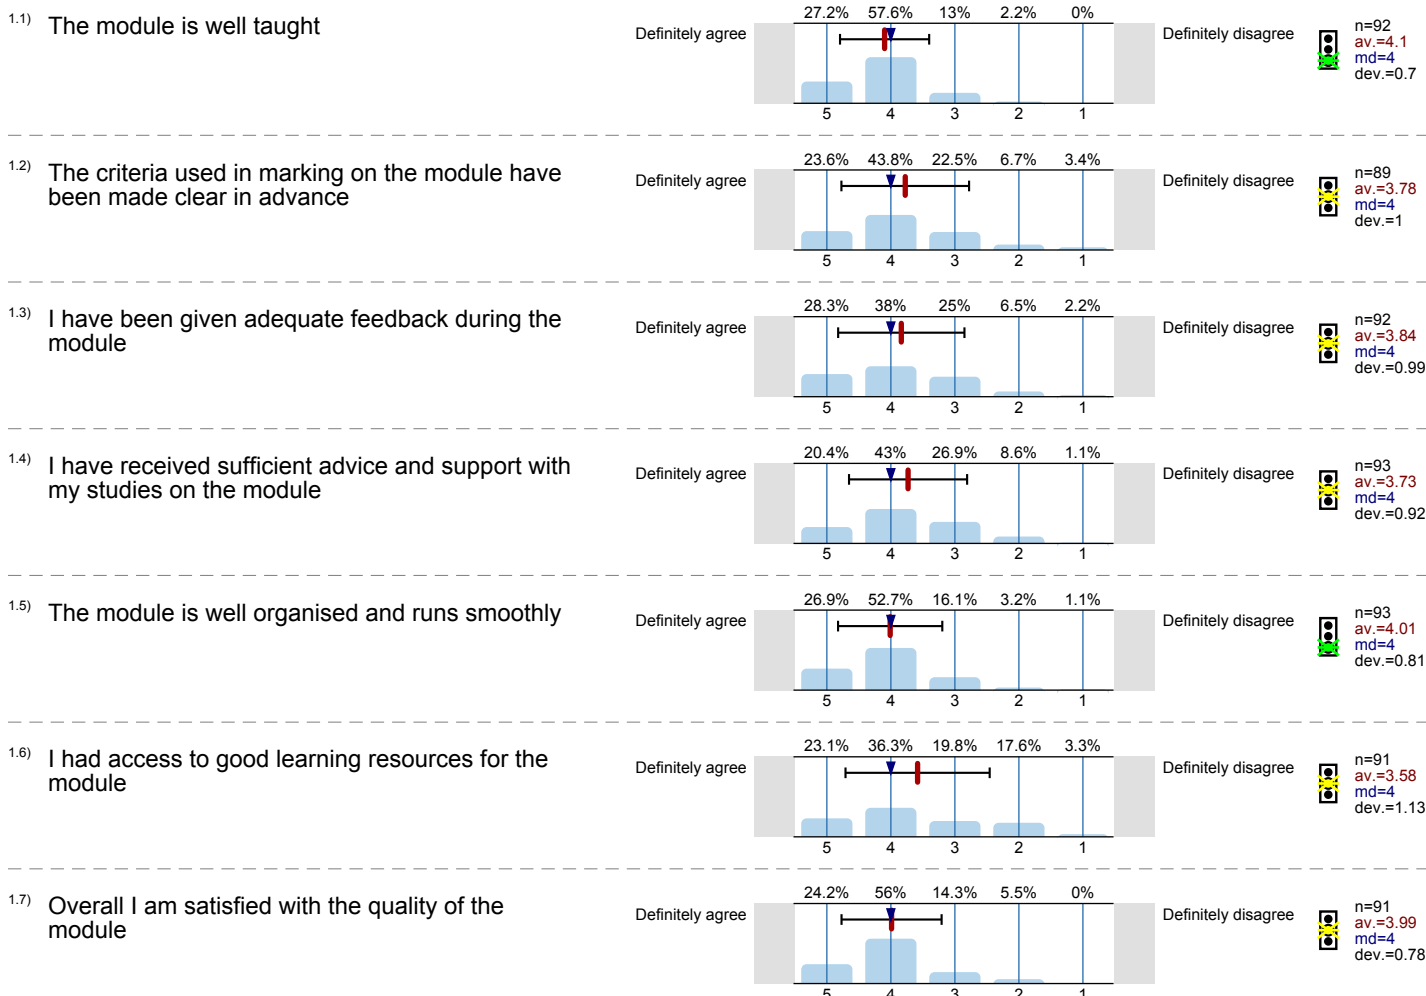 1.1) The module is well taught
Definitely agree
27.2% 57.6% 13% 2.2% 0%
5 4 3 2 1
Definitely disagree
n=92
av.=4.1
md=4
dev.=0.7
1.2) The criteria used in marking on the module have
been made clear in advance
Definitely agree
23.6% 43.8% 22.5% 6.7% 3.4%
5 4 3 2 1
Definitely disagree
n=89
av.=3.78
md=4
dev.=1
1.3) I have been given adequate feedback during the
module
Definitely agree
28.3% 38% 25% 6.5% 2.2%
5 4 3 2 1
Definitely disagree
n=92
av.=3.84
md=4
dev.=0.99
1.4) I have received sufficient advice and support with
my studies on the module
Definitely agree
20.4% 43% 26.9% 8.6% 1.1%
5 4 3 2 1
Definitely disagree
n=93
av.=3.73
md=4
dev.=0.92
1.5) The module is well organised and runs smoothly
Definitely agree
26.9% 52.7% 16.1% 3.2% 1.1%
5 4 3 2 1
Definitely disagree
n=93
av.=4.01
md=4
dev.=0.81
1.6) I had access to good learning resources for the
module
Definitely agree
23.1% 36.3% 19.8% 17.6% 3.3%
5 4 3 2 1
Definitely disagree
n=91
av.=3.58
md=4
dev.=1.13
1.7) Overall I am satisfied with the quality of the
module
Definitely agree
24.2% 56% 14.3% 5.5% 0%
5 4 3 2 1
Definitely disagree
n=91
av.=3.99
md=4
dev.=0.78